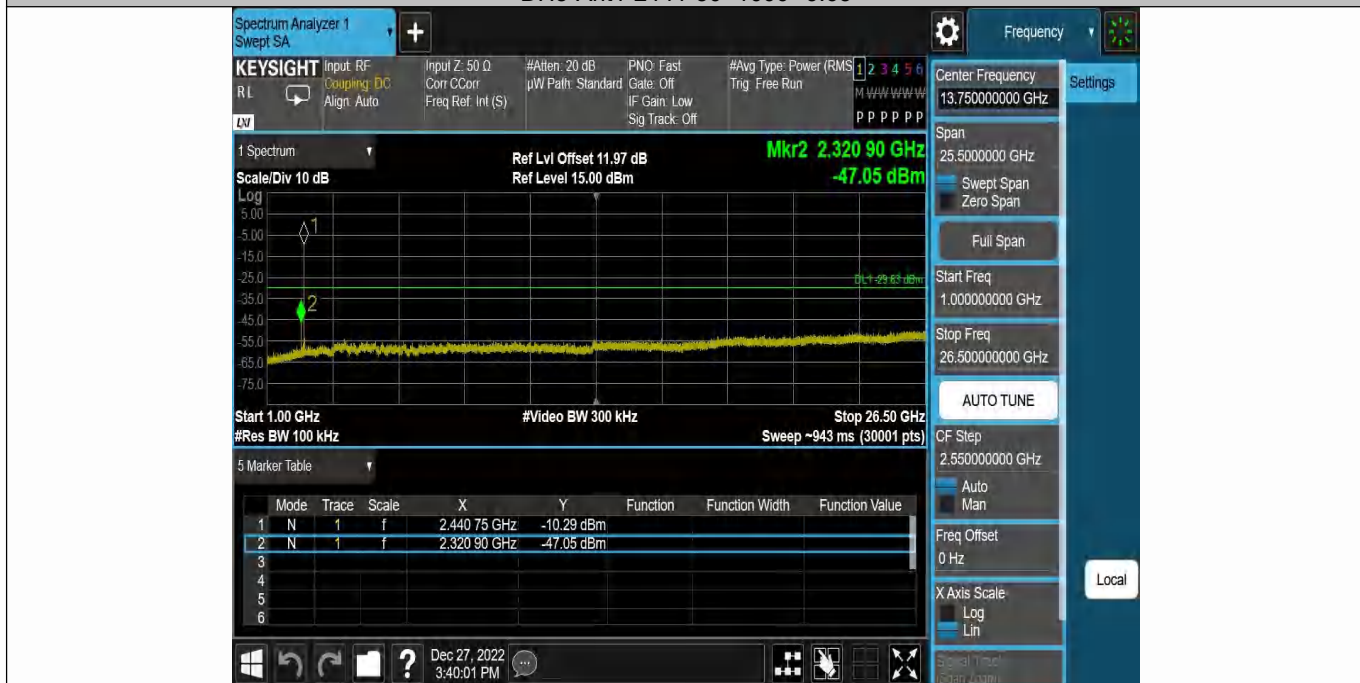 Spectrum Analyzer 1
Swept SA
+
Frequency
KEYSIGHT
RL
LXI
Input: RF
Coupling: DC
Align: Auto
Input Z: 50 Ω
Corr CCorr
Freq Ref: Int (S)
#Atten: 20 dB
µW Path: Standard
PNO: Fast
Gate: Off
IF Gain: Low
Sig Track: Off
#Avg Type: Power (RMS
Trig: Free Run
1 2 3 4 5 6
M W W W W W
P P P P P P
1 Spectrum
Scale/Div 10 dB
Ref Lvl Offset 11.97 dB
Ref Level 15.00 dBm
Mkr2 2.320 90 GHz
-47.05 dBm
Log
5.00
-5.00
-15.0
-25.0
-35.0
-45.0
-55.0
-65.0
-75.0
1
2
DL1 -29.63 dBm
Start 1.00 GHz
#Res BW 100 kHz
#Video BW 300 kHz
Stop 26.50 GHz
Sweep ~943 ms (30001 pts)
5 Marker Table
Mode Trace Scale X Y Function Function Width Function Value
1 N 1 f 2.440 75 GHz -10.29 dBm
2 N 1 f 2.320 90 GHz -47.05 dBm
3
4
5
6
Dec 27, 2022
3:40:01 PM
Center Frequency
13.750000000 GHz
Settings
Span
25.5000000 GHz
Swept Span
Zero Span
Full Span
Start Freq
1.000000000 GHz
Stop Freq
26.500000000 GHz
AUTO TUNE
CF Step
2.550000000 GHz
Auto
Man
Freq Offset
0 Hz
X Axis Scale
Log
Lin
Local